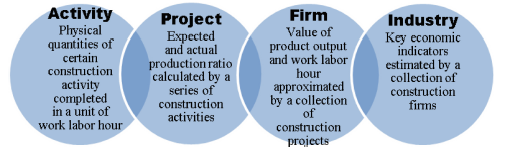 Activity
Physical
quantities of
certain
construction
activity
completed
in a unit of
work labor hour
Project
Expected
and actual
production ratio
calculated by a
series of
construction
activities
Firm
Value of
product output
and work labor
hour
approximated
by a collection
of
construction
projects
Industry
Key economic
indicators
estimated by a
collection of
construction
firms